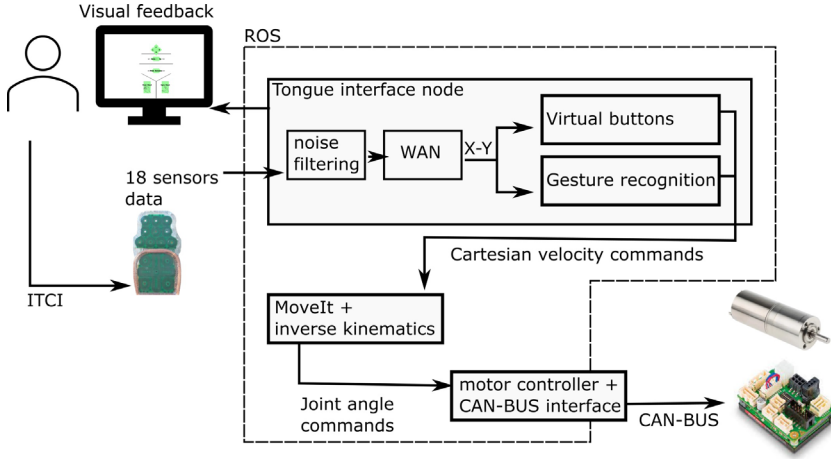 Visual feedback
ROS
Tongue interface node
noise
filtering
WAN
X-Y
Virtual buttons
Gesture recognition
18 sensors
data
ITCI
Cartesian velocity commands
MoveIt +
inverse kinematics
Joint angle
commands
motor controller +
CAN-BUS interface
CAN-BUS